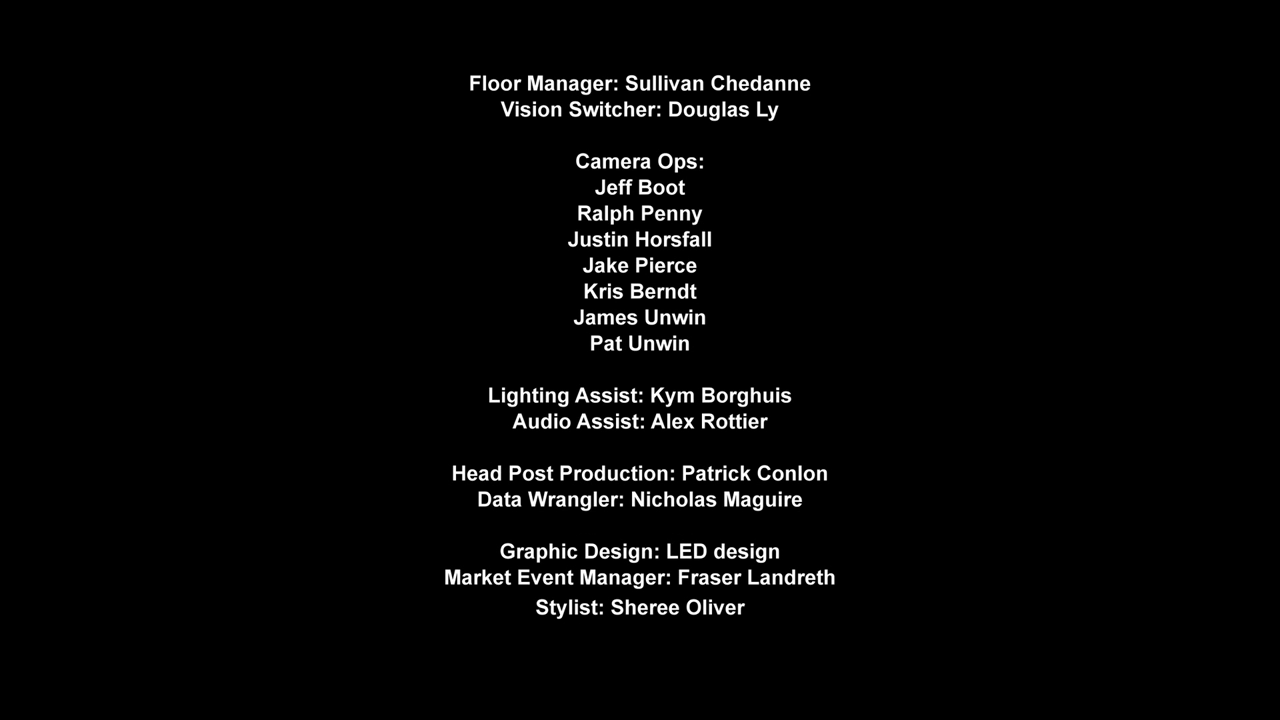 Floor Manager: Sullivan Chedanne
Vision Switcher: Douglas Ly
Camera Ops:
Jeff Boot
Ralph Penny
Justin Horsfall
Jake Pierce
Kris Berndt
James Unwin
Pat Unwin
Lighting Assist: Kym Borghuis
Audio Assist: Alex Rottier
Head Post Production: Patrick Conlon
Data Wrangler: Nicholas Maguire
Graphic Design: LED design
Market Event Manager: Fraser Landreth
Stylist: Sheree Oliver